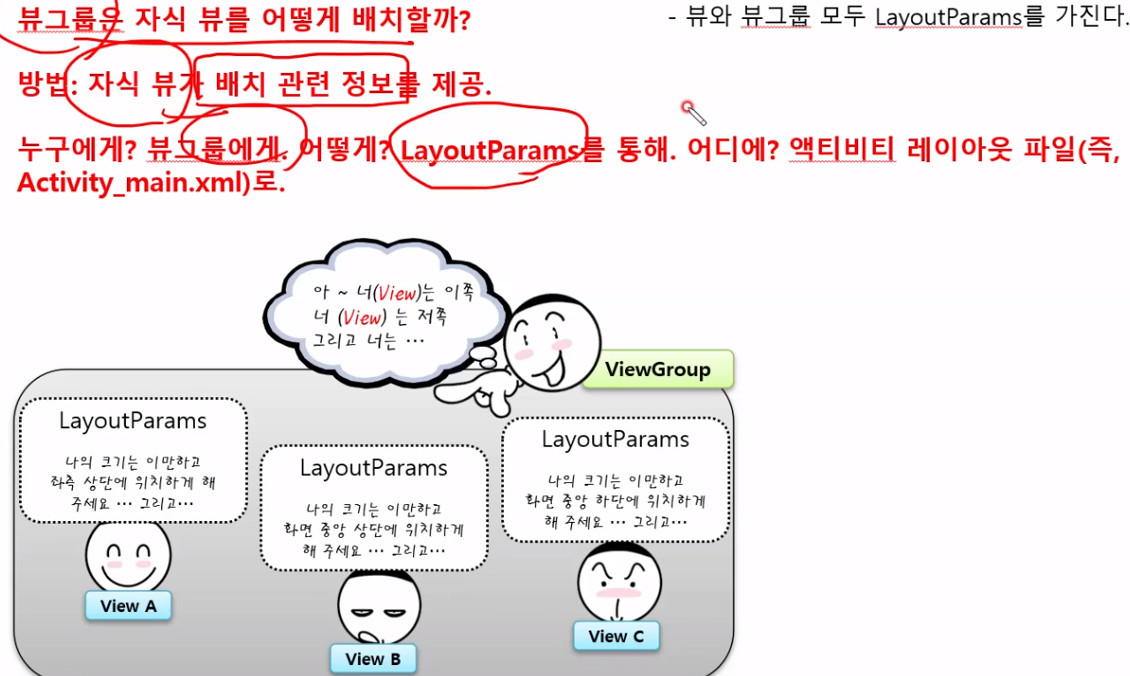 뷰그룹은 자식 뷰를 어떻게 배치할까?
- 뷰와 뷰그룹 모두 LayoutParams를 가진다.
방법: 자식 뷰가 배치 관련 정보를 제공.
누구에게? 뷰그룹에게. 어떻게? LayoutParams를 통해. 어디에? 액티비티 레이아웃 파일(즉,
Activity_main.xml)로.
아 ~ 너(View)는 이쪽
너 (View) 는 저쪽
그리고 너는 …
ViewGroup
LayoutParams
나의 크기는 이만하고
좌측 상단에 위치하게 해
주세요 … 그리고…
View A
LayoutParams
나의 크기는 이만하고
화면 중앙 상단에 위치하게
해 주세요 … 그리고…
View B
LayoutParams
나의 크기는 이만하고
화면 중앙 하단에 위치하게
해 주세요 … 그리고…
View C